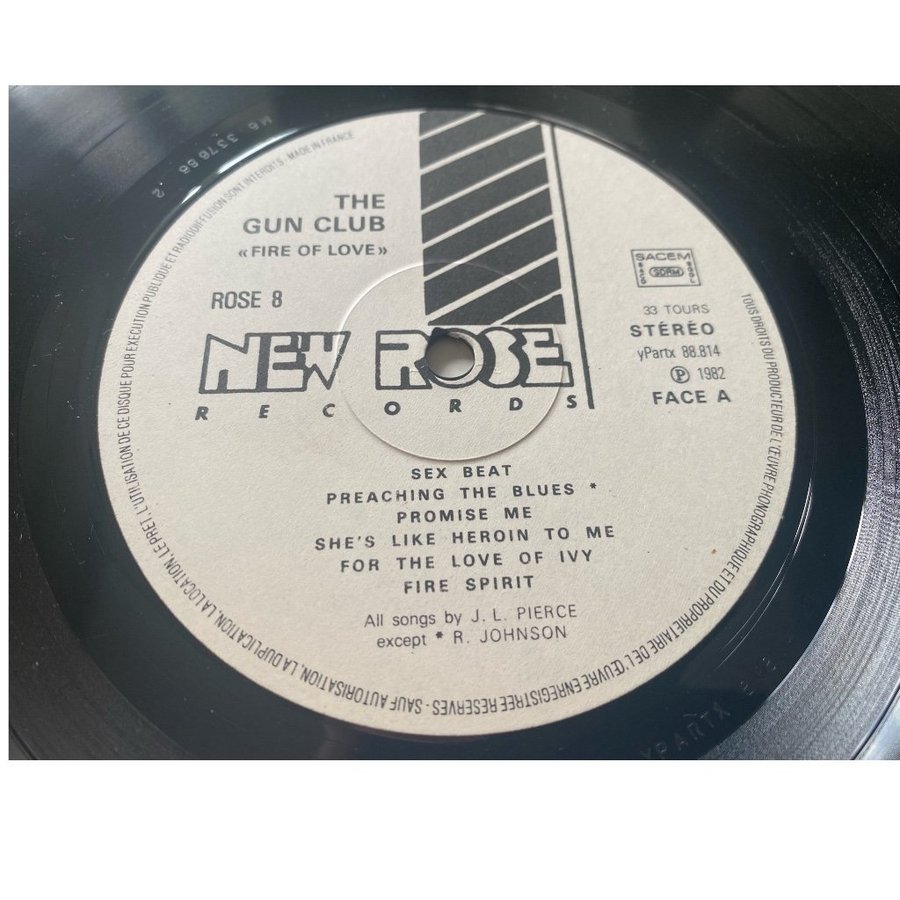 THE
GUN CLUB
«FIRE OF LOVE»
ROSE 8
NEW ROSE
RECORDS
SACEM
SACD
SDRM
SGDL
33 TOURS
STÉRÉO
yPartx 88.814
Ⓟ 1982
FACE A
SEX BEAT
PREACHING THE BLUES *
PROMISE ME
SHE'S LIKE HEROIN TO ME
FOR THE LOVE OF IVY
FIRE SPIRIT
All songs by J. L. PIERCE
except * R. JOHNSON
TOUS DROITS DU PRODUCTEUR DE L'ŒUVRE PHONOGRAPHIQUE ET DU PROPRIETAIRE DE L'ŒUVRE ENREGISTREE RESERVES - SAUF AUTORISATION, LA DUPLICATION, LA LOCATION, LE PRET, L'UTILISATION DE CE DISQUE POUR EXECUTION PUBLIQUE ET RADIODIFFUSION SONT INTERDITS . MADE IN FRANCE
YPARTX